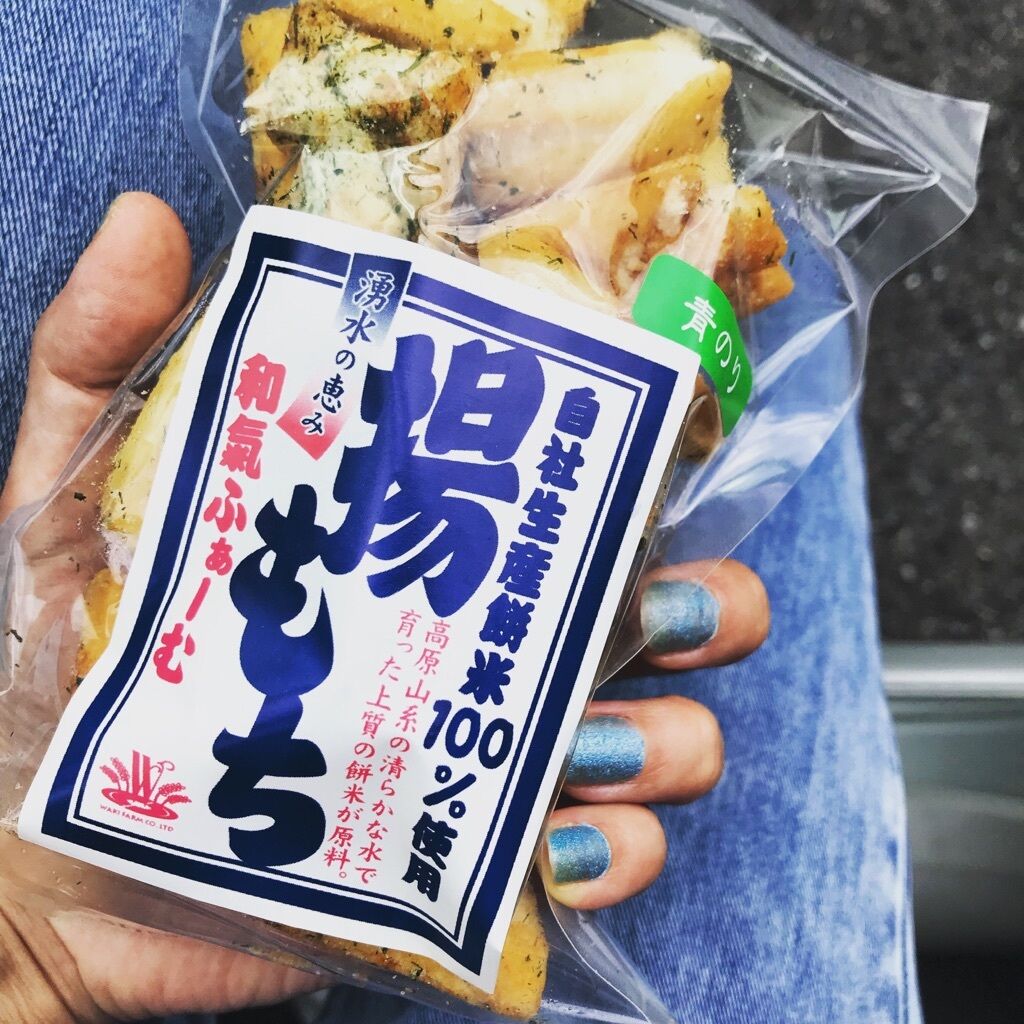 青のり
自社生産餅米100%使用
湧水の恵み
揚もち
高原山系の清らかな水で
育った上質の餅米が原料。
和氣ふぁーむ
WAKI FARM CO.,LTD